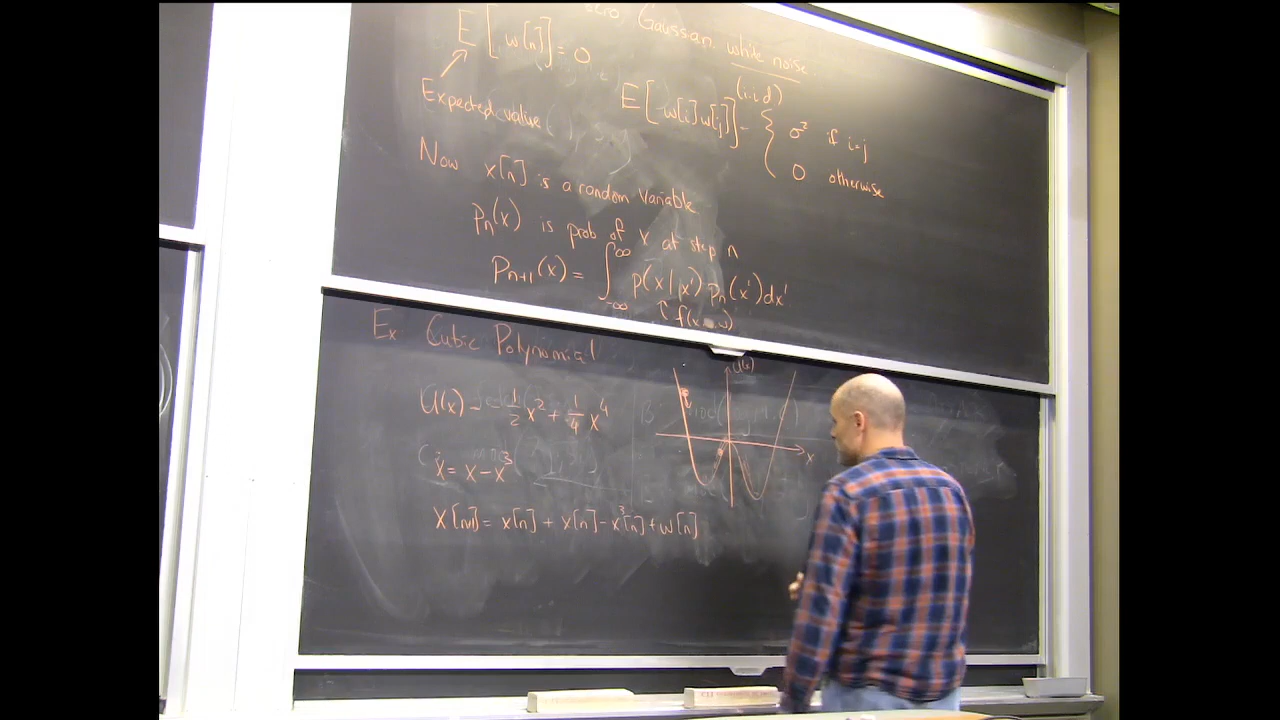 zero, Gaussian, white noise
E[w[n]] = 0
(i.i.d)
Expected value
E[w[i]w[j]] = { σ² if i=j
0 otherwise
Now x[n] is a random variable
pₙ(x) is prob of x at step n
pₙ₊₁(x) = ∫_{-∞}^{∞} p(x|x') pₙ(x')dx'
Ex Cubic Polynomial
U(x)
U(x) = -1/2 x² + 1/4 x⁴
x
ẋ = x - x³
x[n+1] = x[n] + x[n] - x³[n] + w[n]